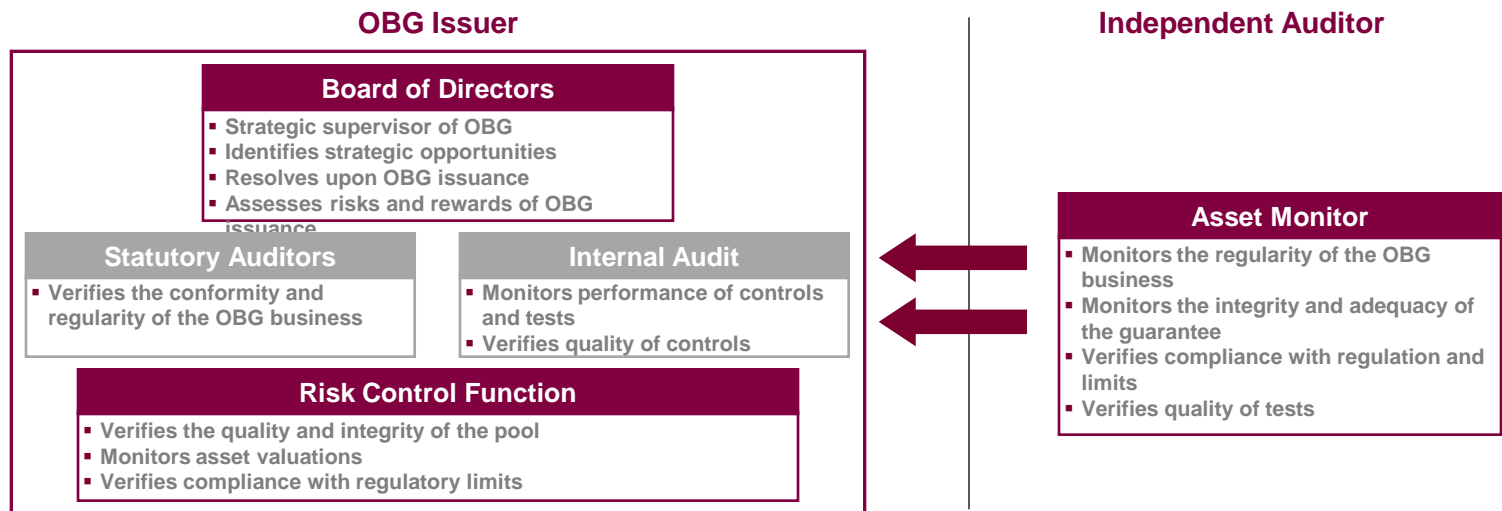 OBG Issuer
Independent Auditor
Board of Directors
▪ Strategic supervisor of OBG
▪ Identifies strategic opportunities
▪ Resolves upon OBG issuance
▪ Assesses risks and rewards of OBG
issuance
Statutory Auditors
▪ Verifies the conformity and
regularity of the OBG business
Internal Audit
▪ Monitors performance of controls
and tests
▪ Verifies quality of controls
Risk Control Function
▪ Verifies the quality and integrity of the pool
▪ Monitors asset valuations
▪ Verifies compliance with regulatory limits
Asset Monitor
▪ Monitors the regularity of the OBG
business
▪ Monitors the integrity and adequacy of
the guarantee
▪ Verifies compliance with regulation and
limits
▪ Verifies quality of tests